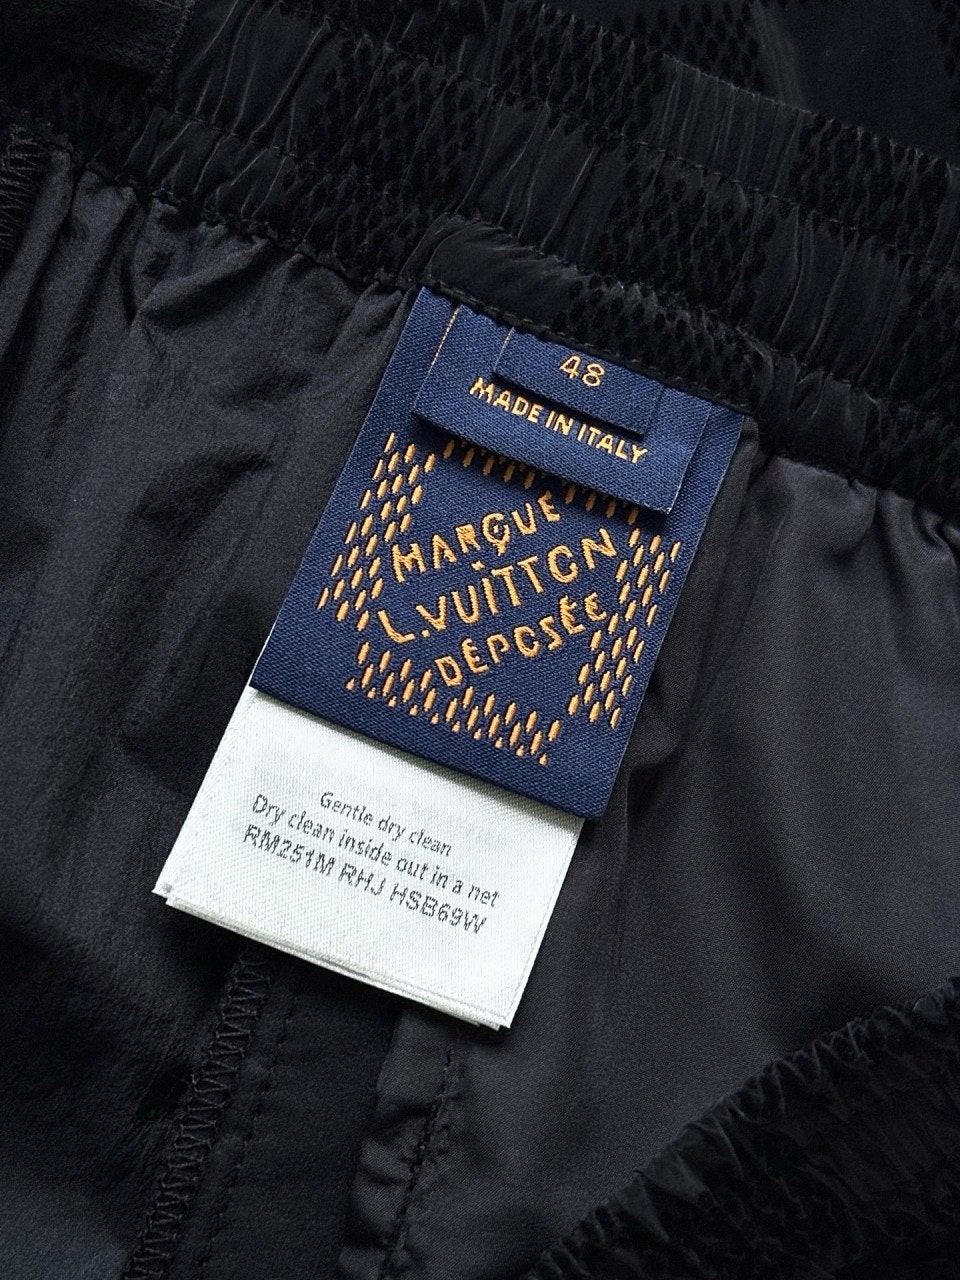 48
MADE IN ITALY
MARQUE
L.VUITTON
DÉPOSÉE
Gentle dry clean
Dry clean inside out in a net
RM251M RHJ HSB69W